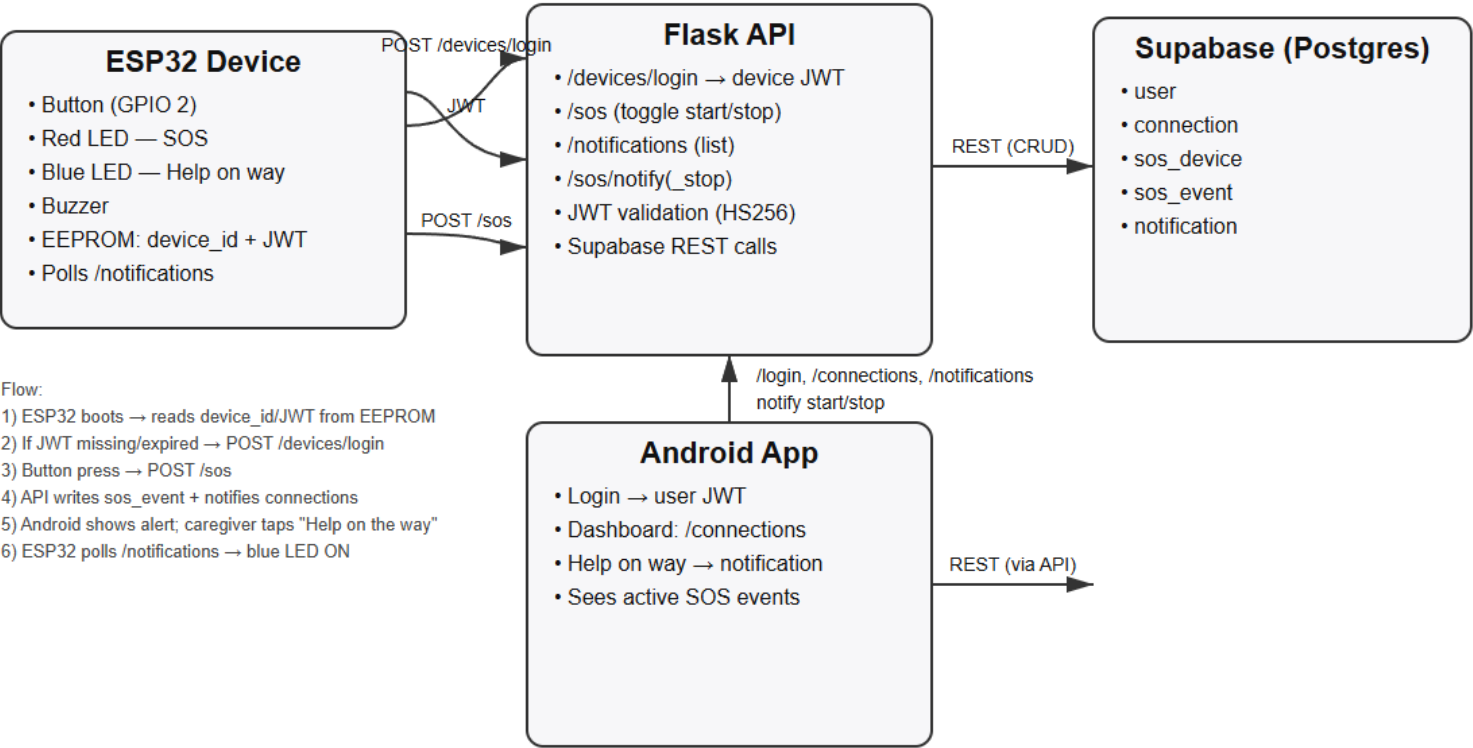 ESP32 Device
• Button (GPIO 2)
• Red LED — SOS
• Blue LED — Help on way
• Buzzer
• EEPROM: device_id + JWT
• Polls /notifications
POST /devices/login
JWT
POST /sos
Flask API
• /devices/login → device JWT
• /sos (toggle start/stop)
• /notifications (list)
• /sos/notify(_stop)
• JWT validation (HS256)
• Supabase REST calls
REST (CRUD)
Supabase (Postgres)
• user
• connection
• sos_device
• sos_event
• notification
/login, /connections, /notifications
notify start/stop
Flow:
1) ESP32 boots → reads device_id/JWT from EEPROM
2) If JWT missing/expired → POST /devices/login
3) Button press → POST /sos
4) API writes sos_event + notifies connections
5) Android shows alert; caregiver taps "Help on the way"
6) ESP32 polls /notifications → blue LED ON
Android App
• Login → user JWT
• Dashboard: /connections
• Help on way → notification
• Sees active SOS events
REST (via API)